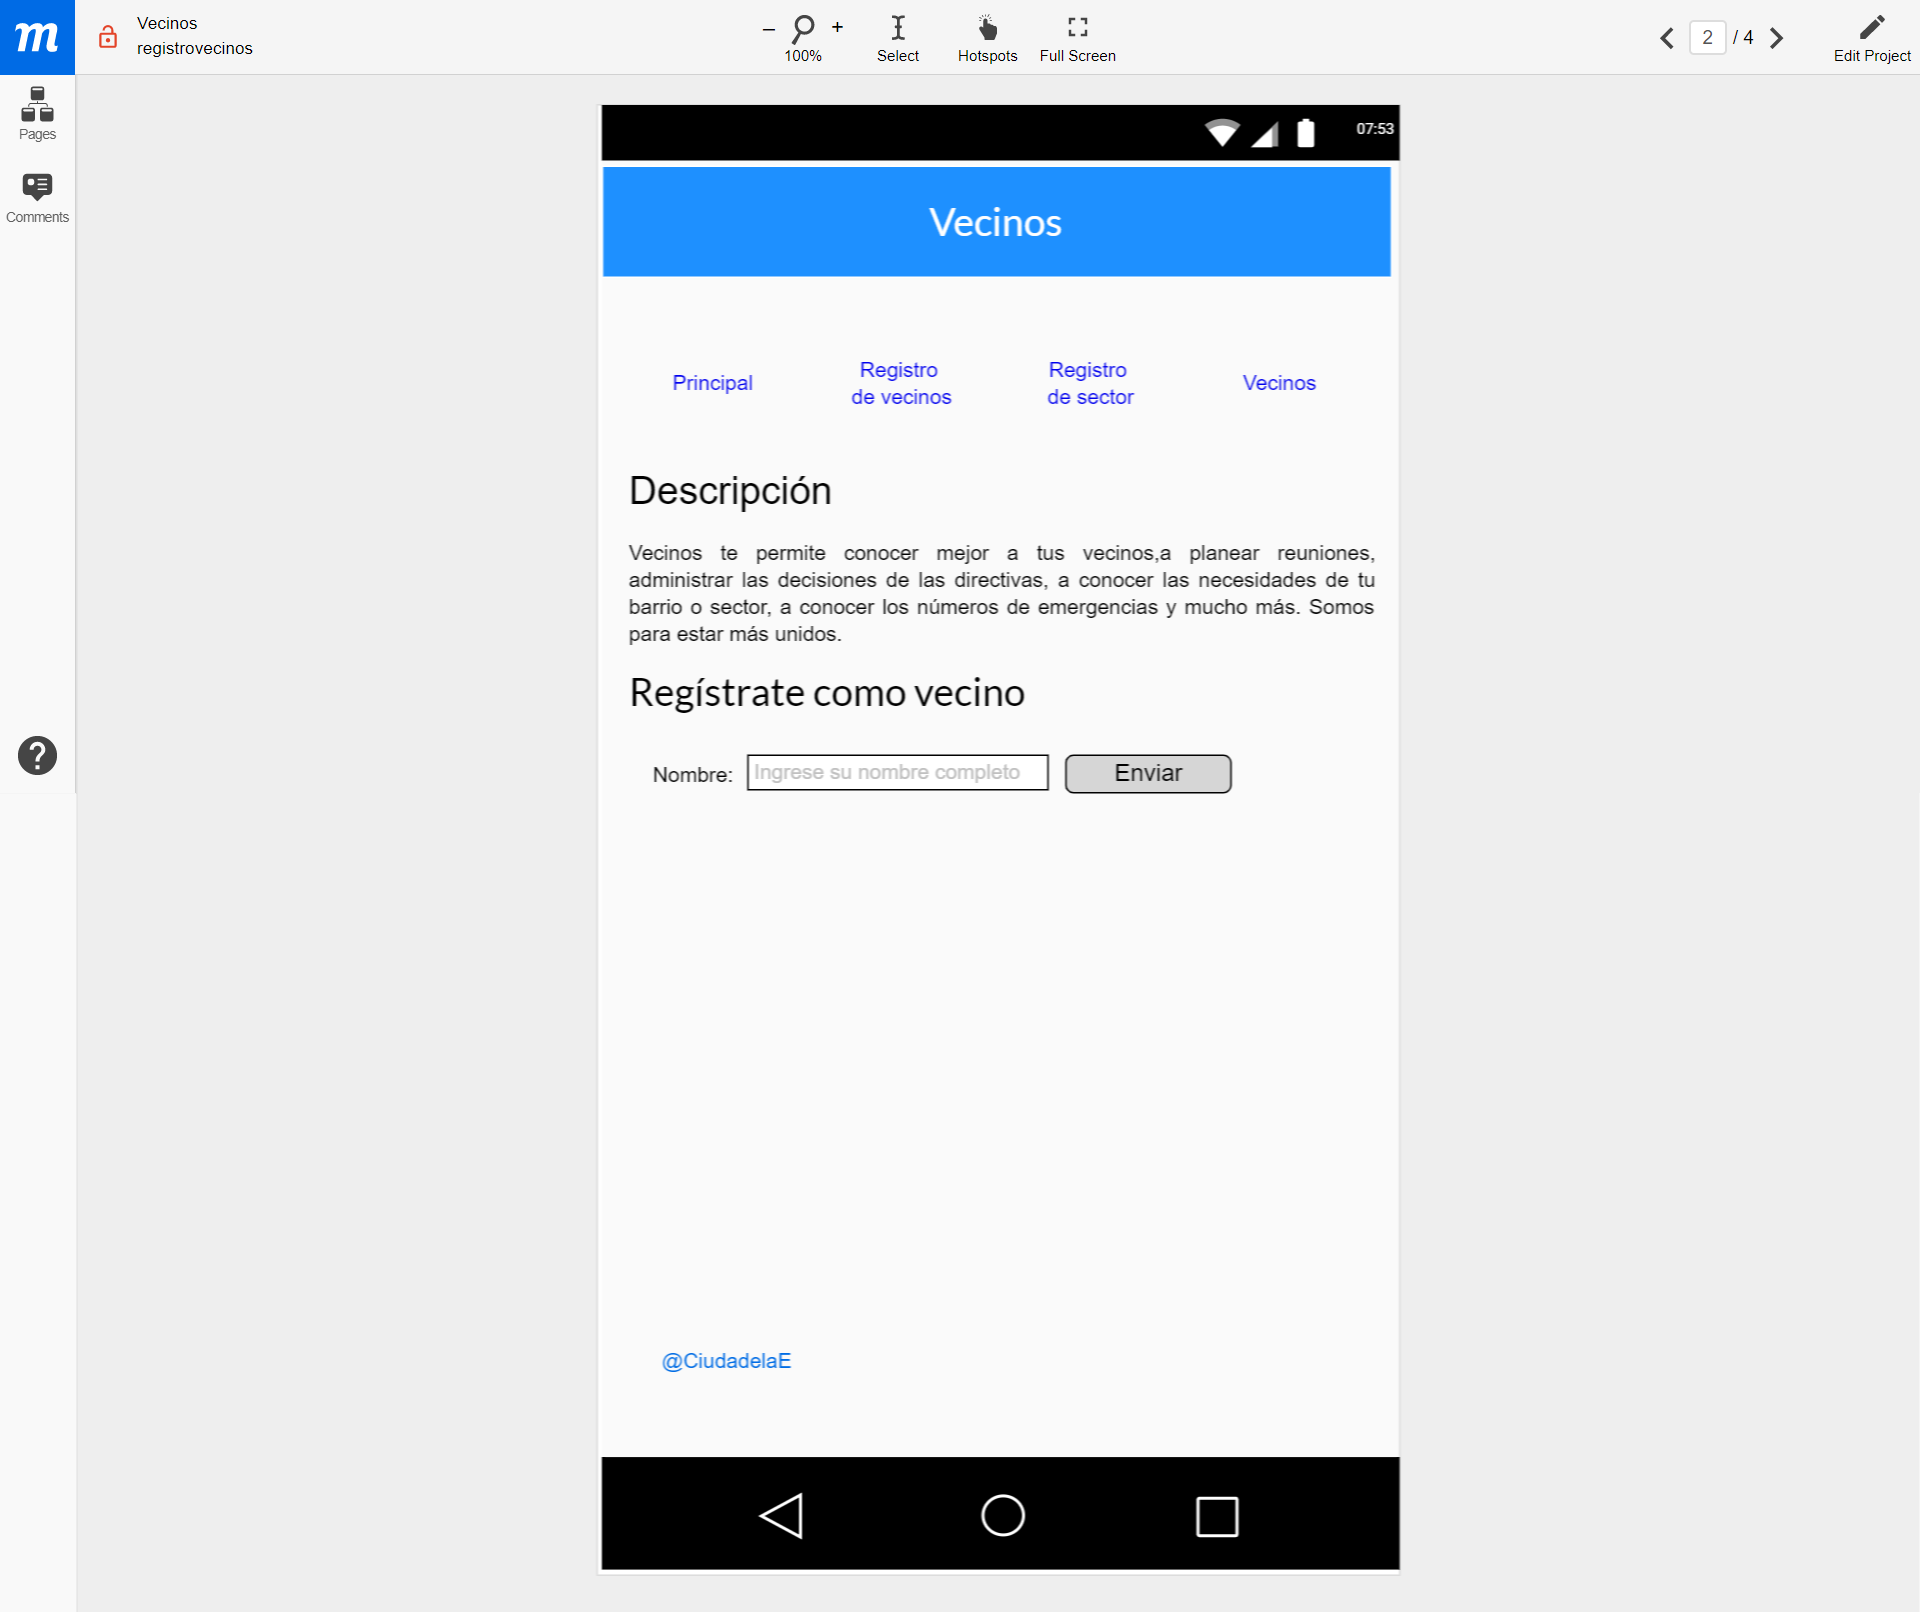 m
Vecinos
registrovecinos
− +
100%
Select
Hotspots
Full Screen
2 / 4
Edit Project
Pages
Comments
?
07:53
Vecinos
Principal
Registro
de vecinos
Registro
de sector
Vecinos
Descripción
Vecinos te permite conocer mejor a tus vecinos,a planear reuniones,
administrar las decisiones de las directivas, a conocer las necesidades de tu
barrio o sector, a conocer los números de emergencias y mucho más. Somos
para estar más unidos.
Regístrate como vecino
Nombre: Ingrese su nombre completo Enviar
@CiudadelaE